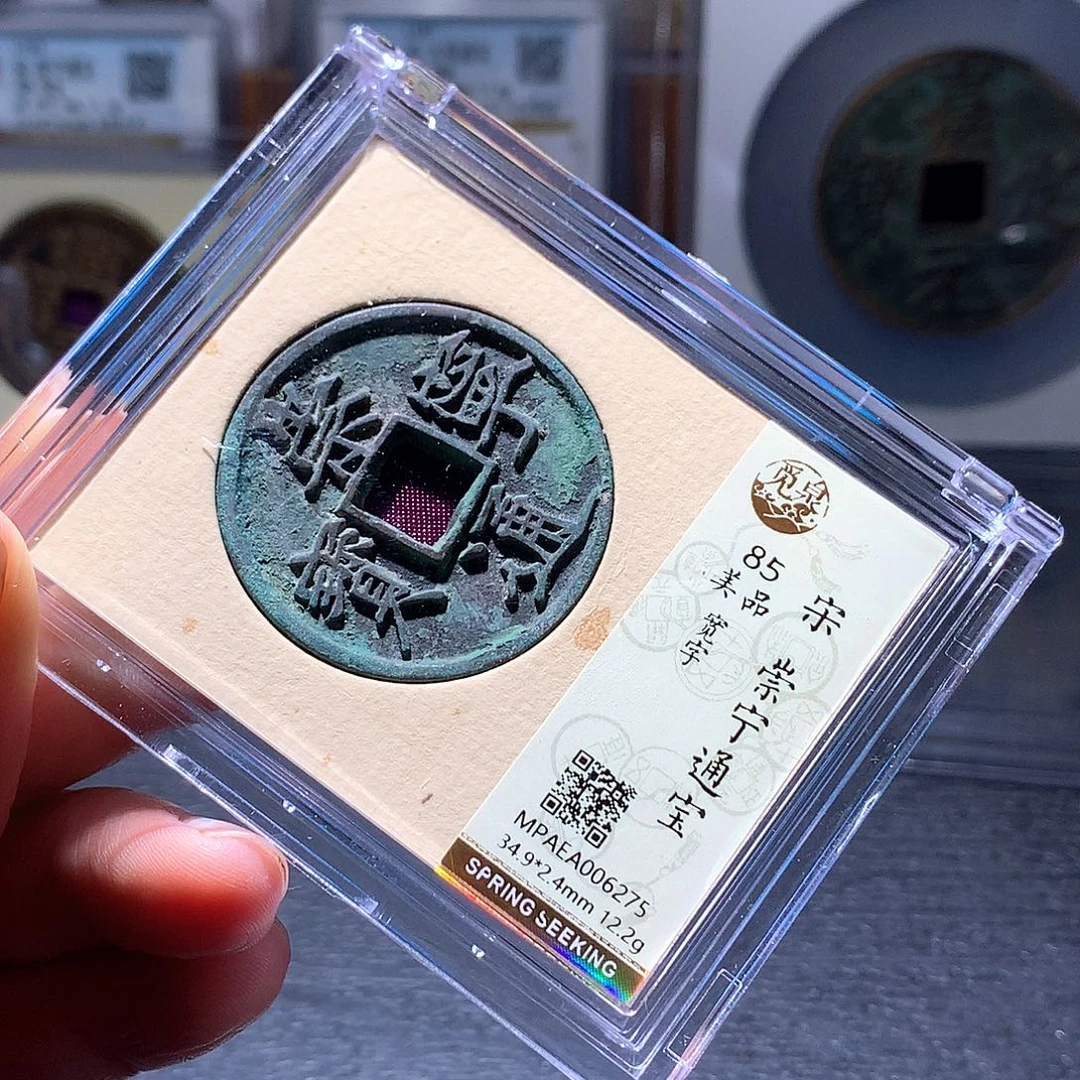 崇寧通寳
觅泉
85
美品
宽字
宋 崇宁通宝
MPAEA006275
34.9*2.4mm 12.2g
SPRING SEEKING